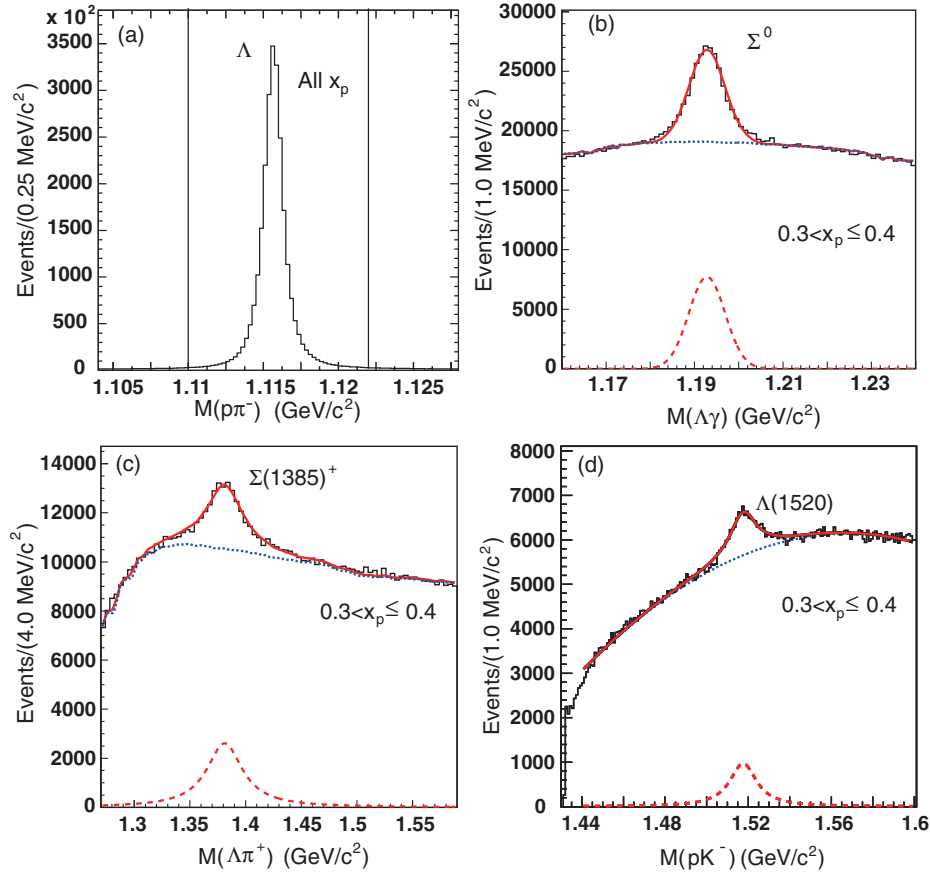 x 10²
(a)
Λ
All xp
Events/(0.25 MeV/c²)
3500
3000
2500
2000
1500
1000
500
0
1.105 1.11 1.115 1.12 1.125
M(pπ⁻) (GeV/c²)
(b)
Σ⁰
Events/(1.0 MeV/c²)
30000
25000
20000
15000
10000
5000
0
0.3<xp≤0.4
1.17 1.19 1.21 1.23
M(Λγ) (GeV/c²)
(c)
Σ(1385)⁺
Events/(4.0 MeV/c²)
14000
12000
10000
8000
6000
4000
2000
0
0.3<xp≤ 0.4
1.3 1.35 1.4 1.45 1.5 1.55
M(Λπ⁺) (GeV/c²)
(d)
Λ(1520)
Events/(1.0 MeV/c²)
8000
7000
6000
5000
4000
3000
2000
1000
0
0.3<xp≤ 0.4
1.44 1.48 1.52 1.56 1.6
M(pK⁻) (GeV/c²)